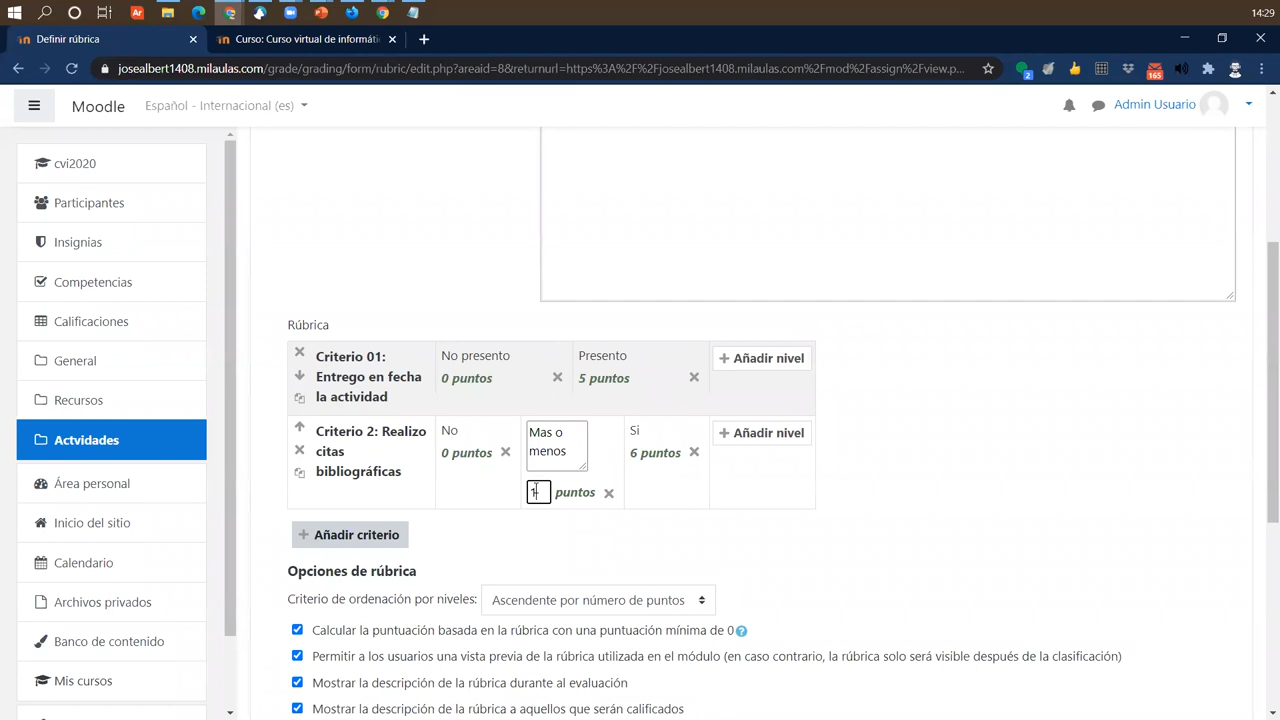 14:29
Definir rúbrica
Curso: Curso virtual de informáti
josealbert1408.milaulas.com/grade/grading/form/rubric/edit.php?areaid=8&returnurl=https%3A%2F%2Fjosealbert1408.milaulas.com%2Fmod%2Fassign%2Fview.p...
2
165
Moodle
Español - Internacional (es)
Admin Usuario
cvi2020
Participantes
Insignias
Competencias
Calificaciones
General
Recursos
Actvidades
Área personal
Inicio del sitio
Calendario
Archivos privados
Banco de contenido
Mis cursos
Rúbrica
Criterio 01:
Entrego en fecha
la actividad
No presento
0 puntos
Presento
5 puntos
Añadir nivel
Criterio 2: Realizo
citas
bibliográficas
No
0 puntos
Mas o
menos
puntos
Si
6 puntos
Añadir nivel
Añadir criterio
Opciones de rúbrica
Criterio de ordenación por niveles:
Ascendente por número de puntos
Calcular la puntuación basada en la rúbrica con una puntuación mínima de 0
Permitir a los usuarios una vista previa de la rúbrica utilizada en el módulo (en caso contrario, la rúbrica solo será visible después de la clasificación)
Mostrar la descripción de la rúbrica durante al evaluación
Mostrar la descripción de la rúbrica a aquellos que serán calificados